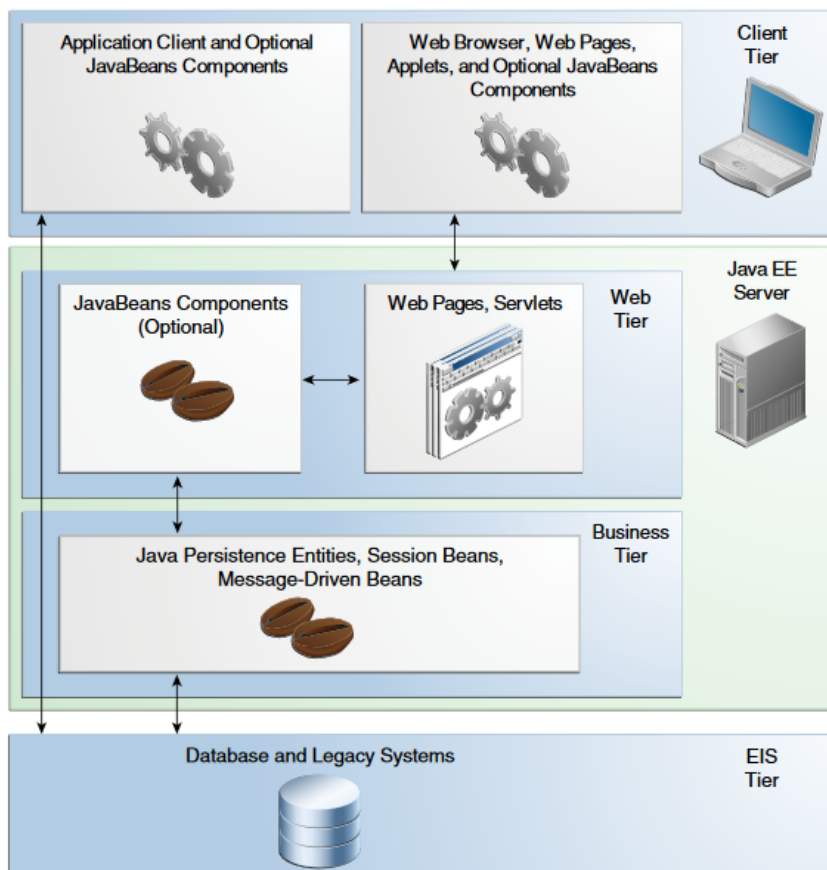 Application Client and Optional
JavaBeans Components
Web Browser, Web Pages,
Applets, and Optional JavaBeans
Components
Client
Tier
JavaBeans Components
(Optional)
Web Pages, Servlets
Web
Tier
Java EE
Server
Java Persistence Entities, Session Beans,
Message-Driven Beans
Business
Tier
Database and Legacy Systems
EIS
Tier